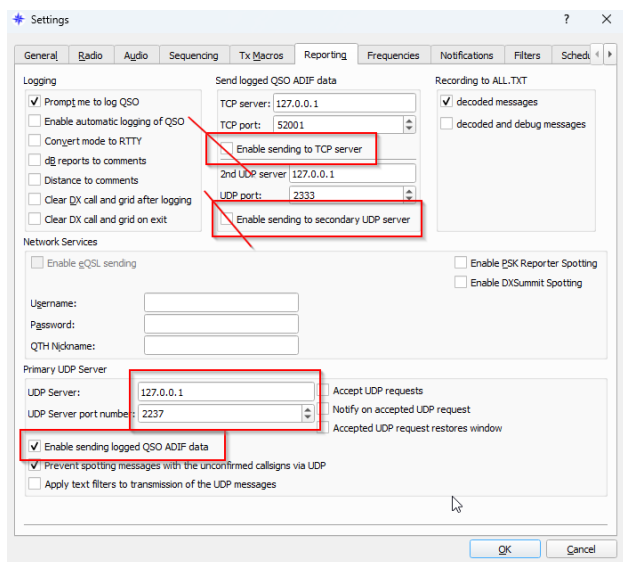 Settings ? X
General Radio Audio Sequencing Tx Macros Reporting Frequencies Notifications Filters
Logging
Prompt me to log QSO
Enable automatic logging of QSO
Convert mode to RTTY
dB reports to comments
Distance to comments
Clear DX call and grid after logging
Clear DX call and grid on exit
Send logged QSO ADIF data
TCP server: 127.0.0.1
TCP port: 52001
Enable sending to TCP server
2nd UDP server 127.0.0.1
UDP port: 2333
Enable sending to secondary UDP server
Recording to ALL.TXT
decoded messages
decoded and debug messages
Network Services
Enable eQSL sending
Username:
Password:
QTH Nickname:
Enable PSK Reporter Spotting
Enable DXSummit Spotting
Primary UDP Server
UDP Server: 127.0.0.1
UDP Server port number: 2237
Accept UDP requests
Notify on accepted UDP request
Accepted UDP request restores window
Enable sending logged QSO ADIF data
Prevent spotting messages with the unconfirmed callsigns via UDP
Apply text filters to transmission of the UDP messages
OK Cancel